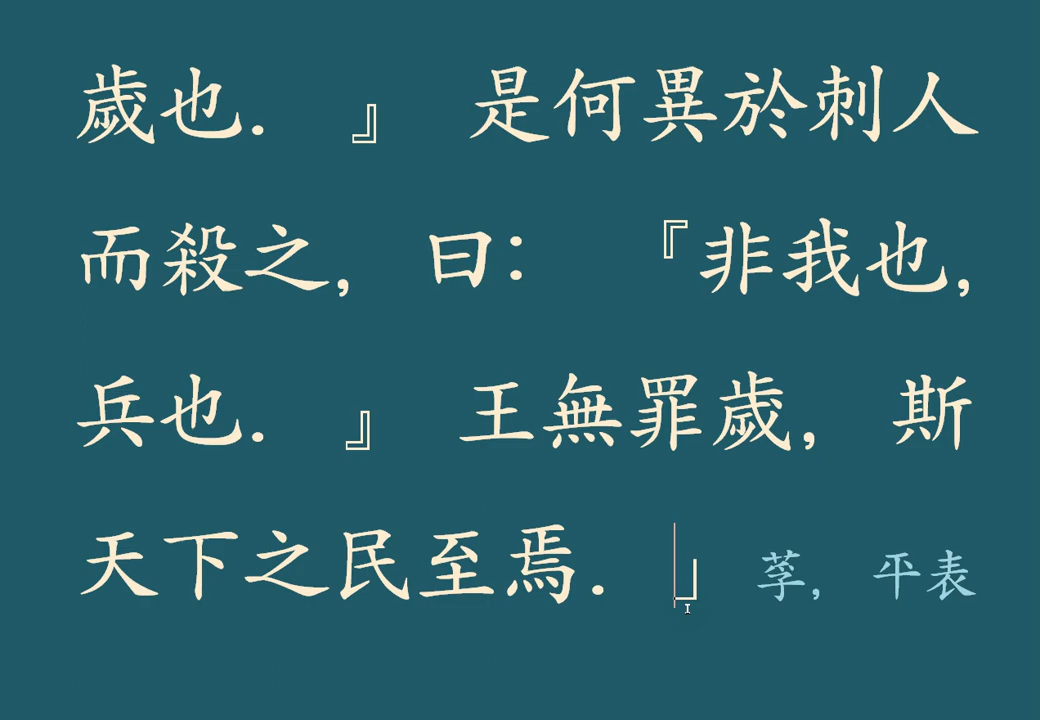 歲也. 』 是何異於刺人
而殺之, 曰: 『非我也,
兵也. 』 王無罪歲, 斯
天下之民至焉. 」 莩, 平表